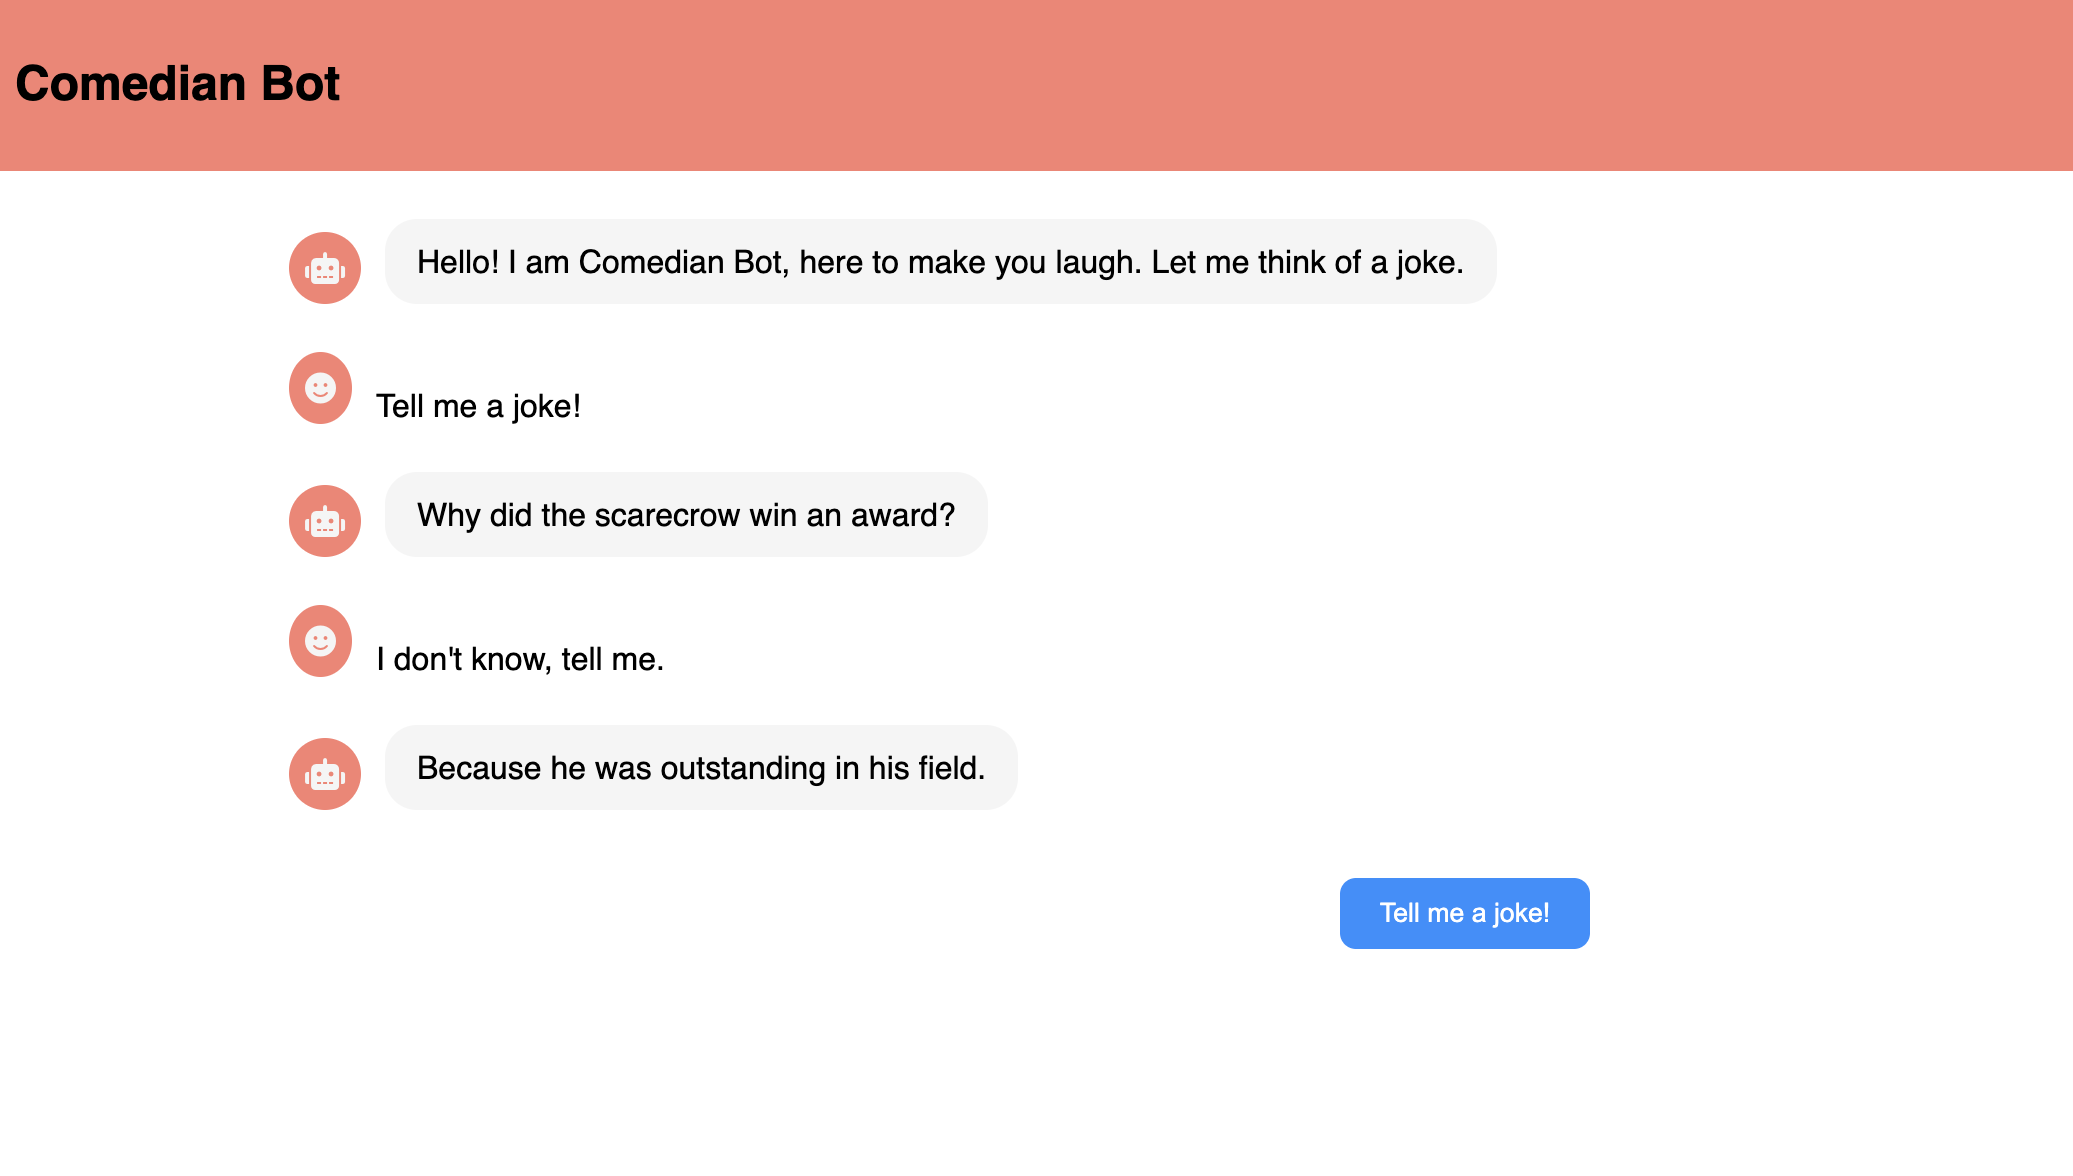 Comedian Bot
Hello! I am Comedian Bot, here to make you laugh. Let me think of a joke.
Tell me a joke!
Why did the scarecrow win an award?
I don't know, tell me.
Because he was outstanding in his field.
Tell me a joke!